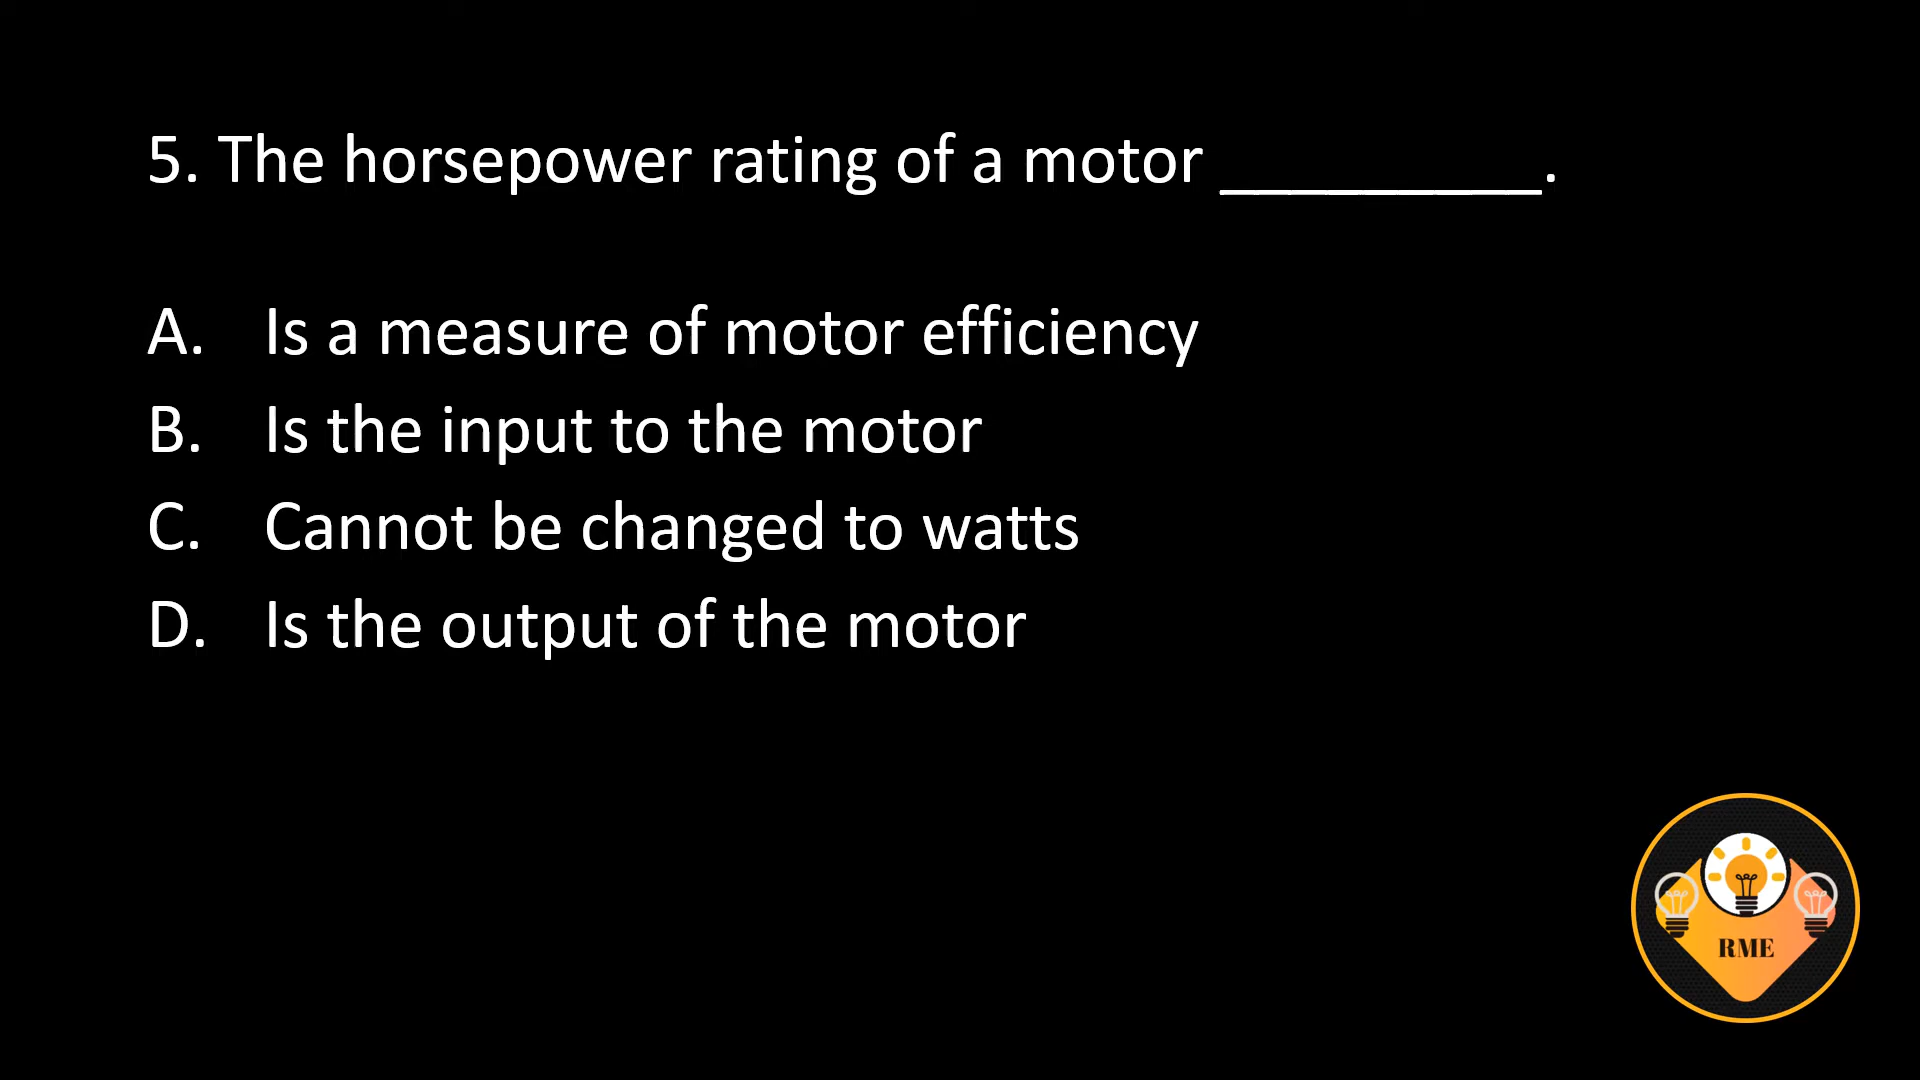 5. The horsepower rating of a motor _________.
A. Is a measure of motor efficiency
B. Is the input to the motor
C. Cannot be changed to watts
D. Is the output of the motor
RME